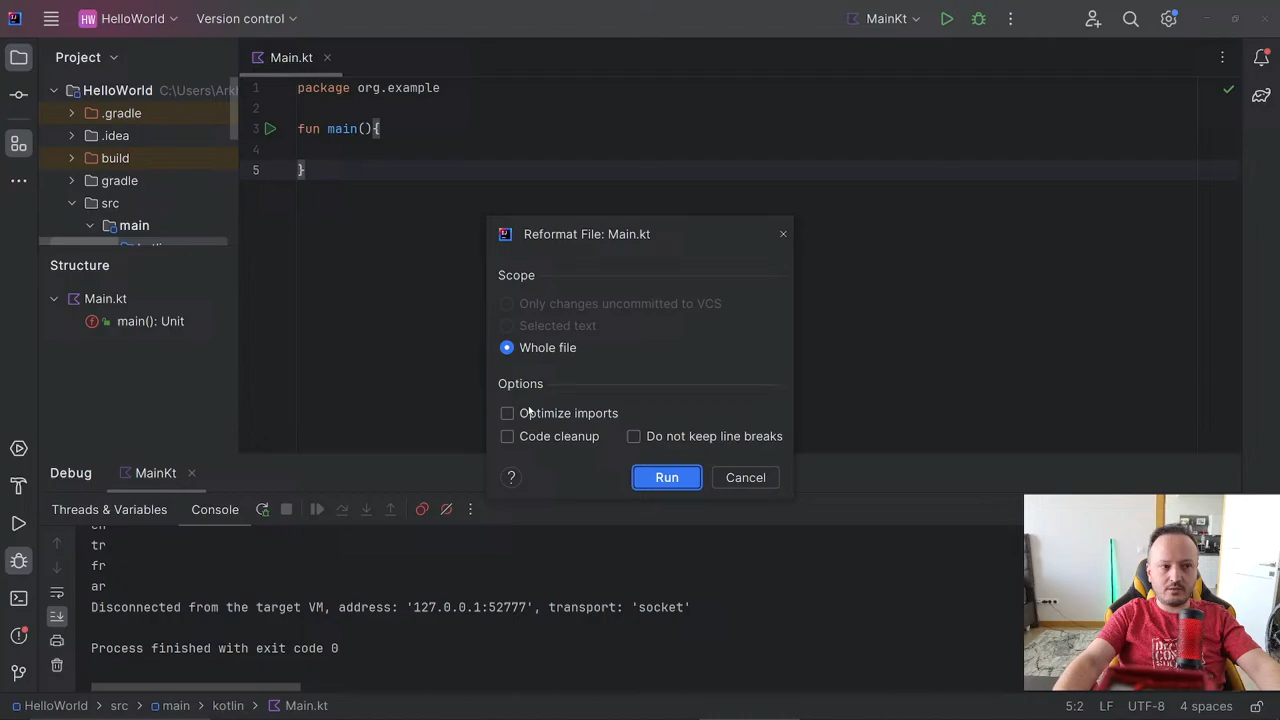 HW HelloWorld Version control MainKt
Project
Main.kt
HelloWorld C:\Users\Ark
.gradle
.idea
build
gradle
src
main
1 package org.example
2
3 fun main(){
4
5 }
Structure
Main.kt
main(): Unit
Reformat File: Main.kt
Scope
Only changes uncommitted to VCS
Selected text
Whole file
Options
Optimize imports
Code cleanup Do not keep line breaks
? Run Cancel
Debug MainKt
Threads & Variables Console
tr
fr
ar
Disconnected from the target VM, address: '127.0.0.1:52777', transport: 'socket'
Process finished with exit code 0
HelloWorld src main kotlin Main.kt 5:2 LF UTF-8 4 spaces